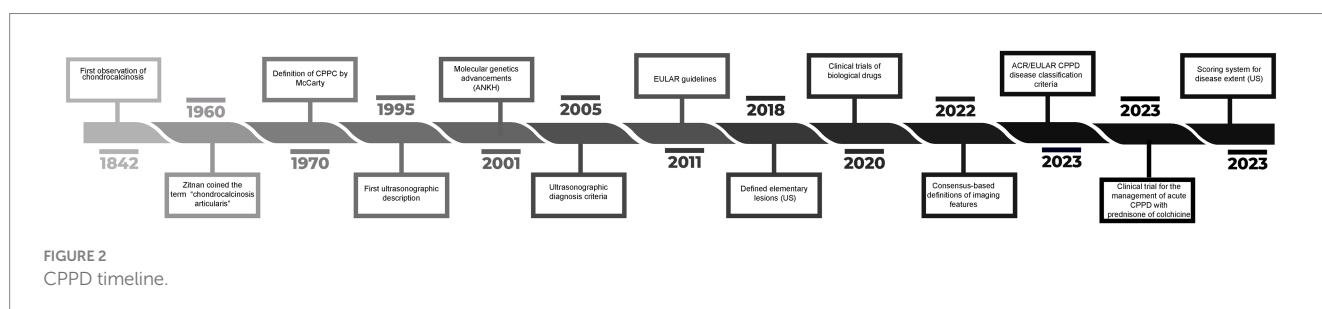 First observation of
chondrocalcinosis
1842
1960
Zitnan coined the
term "chondrocalcinosis
articularis"
Definition of CPPC by
McCarty
1970
1995
First ultrasonographic
description
Molecular genetics
advancements
(ANKH)
2001
2005
Ultrasonographic
diagnosis criteria
EULAR guidelines
2011
2018
Defined elementary
lesions (US)
Clinical trials of
biological drugs
2020
2022
Consensus-based
definitions of imaging
features
ACR/EULAR CPPD
disease classification
criteria
2023
2023
Clinical trial for the
management of acute
CPPD with
prednisone of colchicine
Scoring system for
disease extent (US)
2023
FIGURE 2
CPPD timeline.